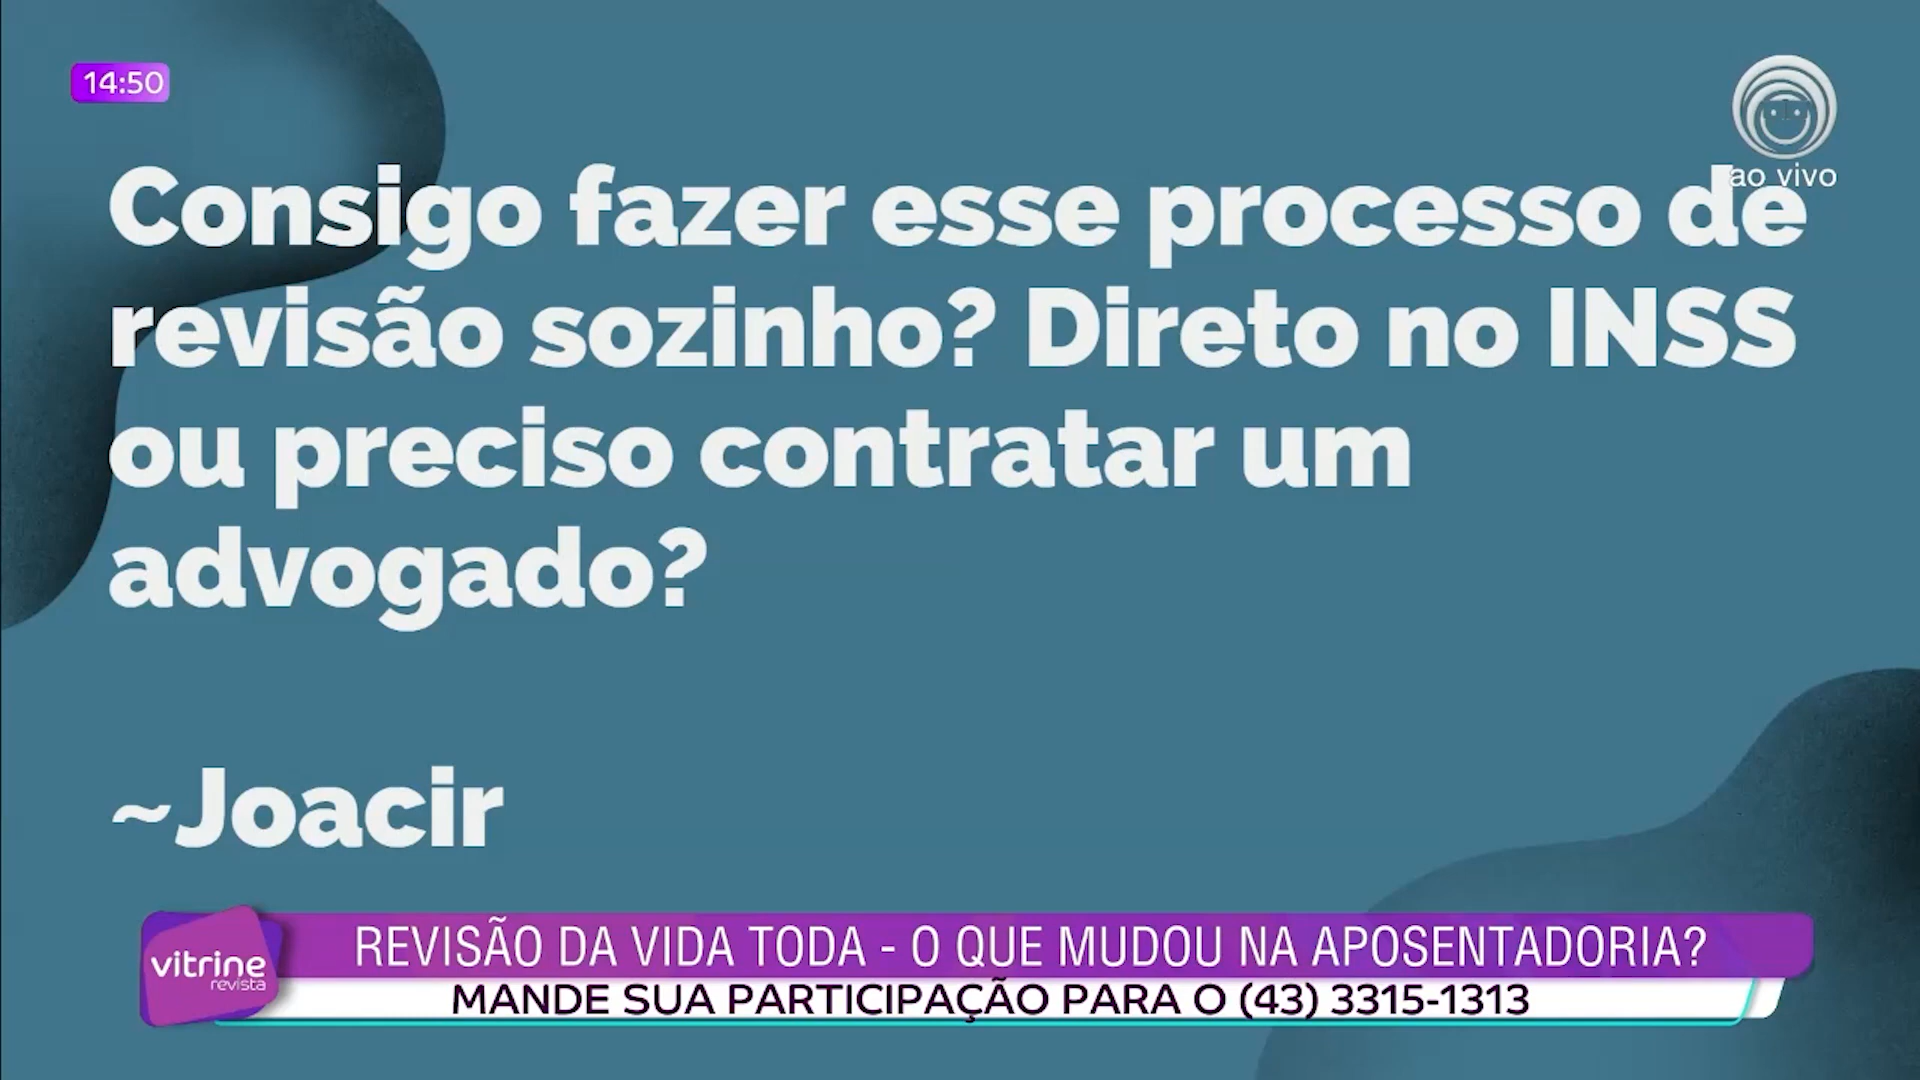 14:50
ao vivo
Consigo fazer esse processo de
revisão sozinho? Direto no INSS
ou preciso contratar um
advogado?
~Joacir
vitrine
revista
REVISÃO DA VIDA TODA - O QUE MUDOU NA APOSENTADORIA?
MANDE SUA PARTICIPAÇÃO PARA O (43) 3315-1313